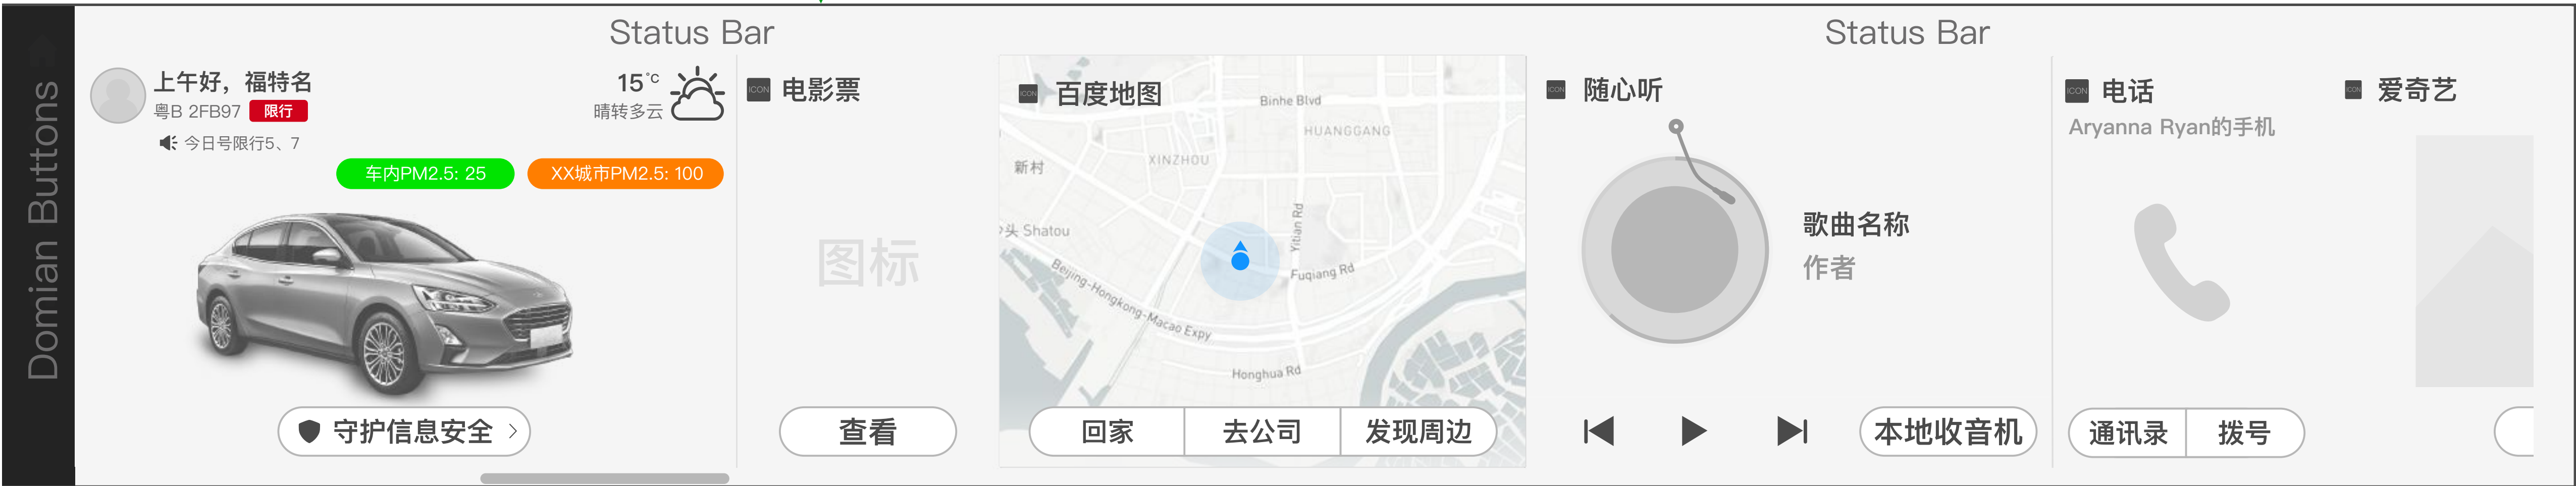 Status Bar
Status Bar
Domian Buttons
上午好，福特名
粤B 2FB97 限行
今日号限行5、7
15°C
晴转多云
车内PM2.5: 25
XX城市PM2.5: 100
守护信息安全
ICON 电影票
图标
查看
ICON 百度地图
Binhe Blvd
HUANGGANG
XINZHOU
新村
头 Shatou
Yitian Rd
Fuqiang Rd
Beijing-Hongkong-Macao Expy
Honghua Rd
回家 去公司 发现周边
ICON 随心听
歌曲名称
作者
本地收音机
ICON 电话
Aryanna Ryan的手机
通讯录 拨号
ICON 爱奇艺